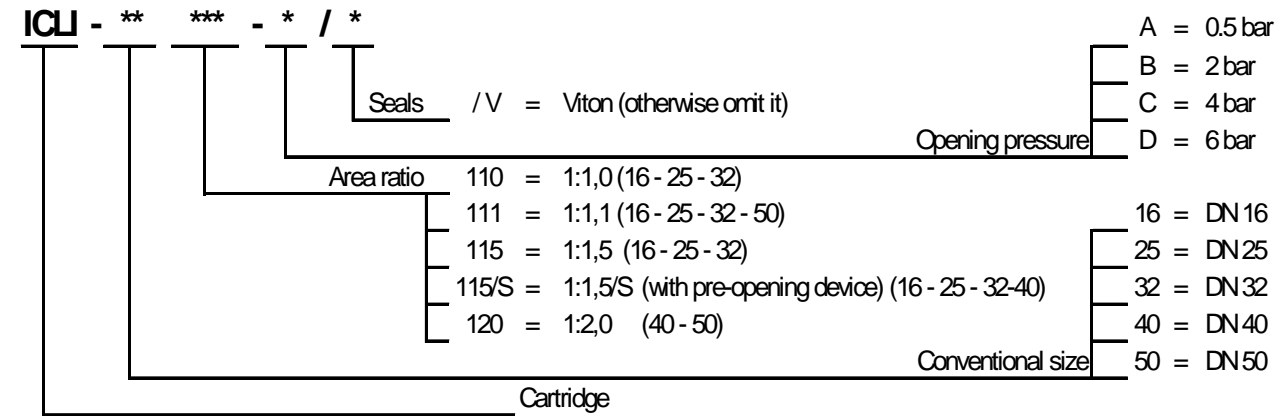 ICLI - ** *** - * / *
A = 0.5 bar
B = 2 bar
Seals / V = Viton (otherwise omit it) C = 4 bar
Opening pressure D = 6 bar
Area ratio 110 = 1:1,0 (16 - 25 - 32)
111 = 1:1,1 (16 - 25 - 32 - 50) 16 = DN 16
115 = 1:1,5 (16 - 25 - 32) 25 = DN 25
115/S = 1:1,5/S (with pre-opening device) (16 - 25 - 32-40) 32 = DN 32
120 = 1:2,0 (40 - 50) 40 = DN 40
Conventional size 50 = DN 50
Cartridge